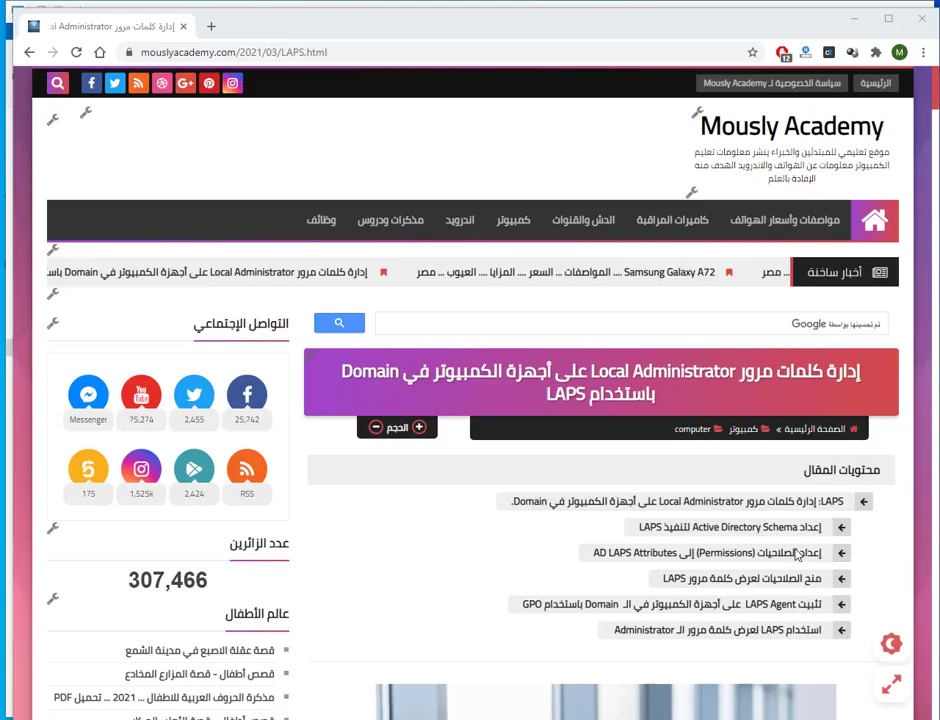 إدارة كلمات مرور Local Administrator
mouslyacademy.com/2021/03/LAPS.html
12
M
الرئيسية
سياسة الخصوصية لـ Mously Academy
Mously Academy
موقع تعليمي للمبتدئين والخبراء ينشر معلومات تعليم
الكمبيوتر معلومات عن الهواتف والاندرويد الهدف منه
الإفادة بالعلم
مواصفات وأسعار الهواتف
كاميرات المراقبة
الدش والقنوات
كمبيوتر
اندرويد
مذكرات ودروس
وظائف
أخبار ساخنة
... مصر
Samsung Galaxy A72 .... المواصفات ... السعر .... المزايا .... العيوب ... مصر
إدارة كلمات مرور Local Administrator على أجهزة الكمبيوتر في Domain باس
تم تحسينها بواسطة Google
إدارة كلمات مرور Local Administrator على أجهزة الكمبيوتر في Domain
باستخدام LAPS
الصفحة الرئيسية » كمبيوتر computer
الحجم
محتويات المقال
LAPS: إدارة كلمات مرور Local Administrator على أجهزة الكمبيوتر في Domain.
إعداد Active Directory Schema لتنفيذ LAPS
إعداد الصلاحيات (Permissions) إلى AD LAPS Attributes
منح الصلاحيات لعرض كلمة مرور LAPS
تثبيت LAPS Agent على أجهزة الكمبيوتر في الـ Domain باستخدام GPO
استخدام LAPS لعرض كلمة مرور الـ Administrator
التواصل الإجتماعي
25,742
2,455
You Tube
75,274
Messenger
RSS
2,424
1,525k
5
175
عدد الزائرين
307,466
عالم الأطفال
قصة عقلة الاصبع في مدينة الشمع
قصص أطفال - قصة المزارع المخادع
مذكرة الحروف العربية للاطفال ... 2021 ... تحميل PDF